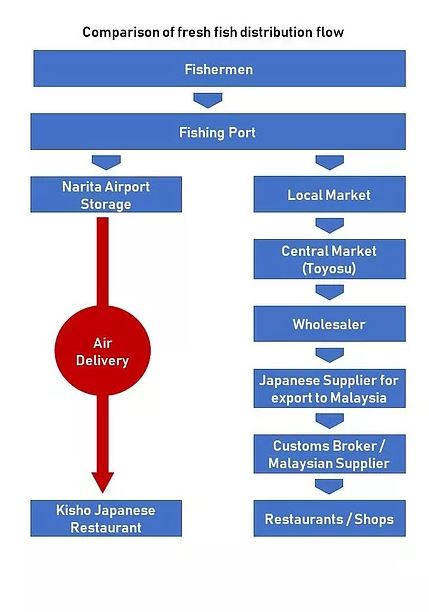 Comparison of fresh fish distribution flow
Fishermen
Fishing Port
Narita Airport
Storage
Air
Delivery
Kisho Japanese
Restaurant
Local Market
Central Market
(Toyosu)
Wholesaler
Japanese Supplier for
export to Malaysia
Customs Broker /
Malaysian Supplier
Restaurants / Shops